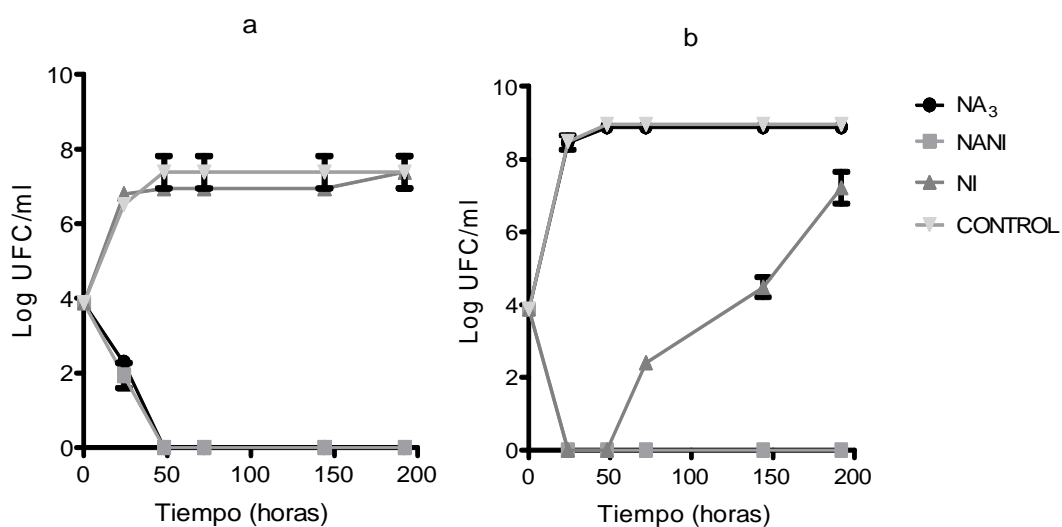 a
10
8
6
4
2
0
Log UFC/ml
0 50 100 150 200
Tiempo (horas)
b
10
8
6
4
2
0
Log UFC/ml
0 50 100 150 200
Tiempo (horas)
NA₃
NANI
NI
CONTROL